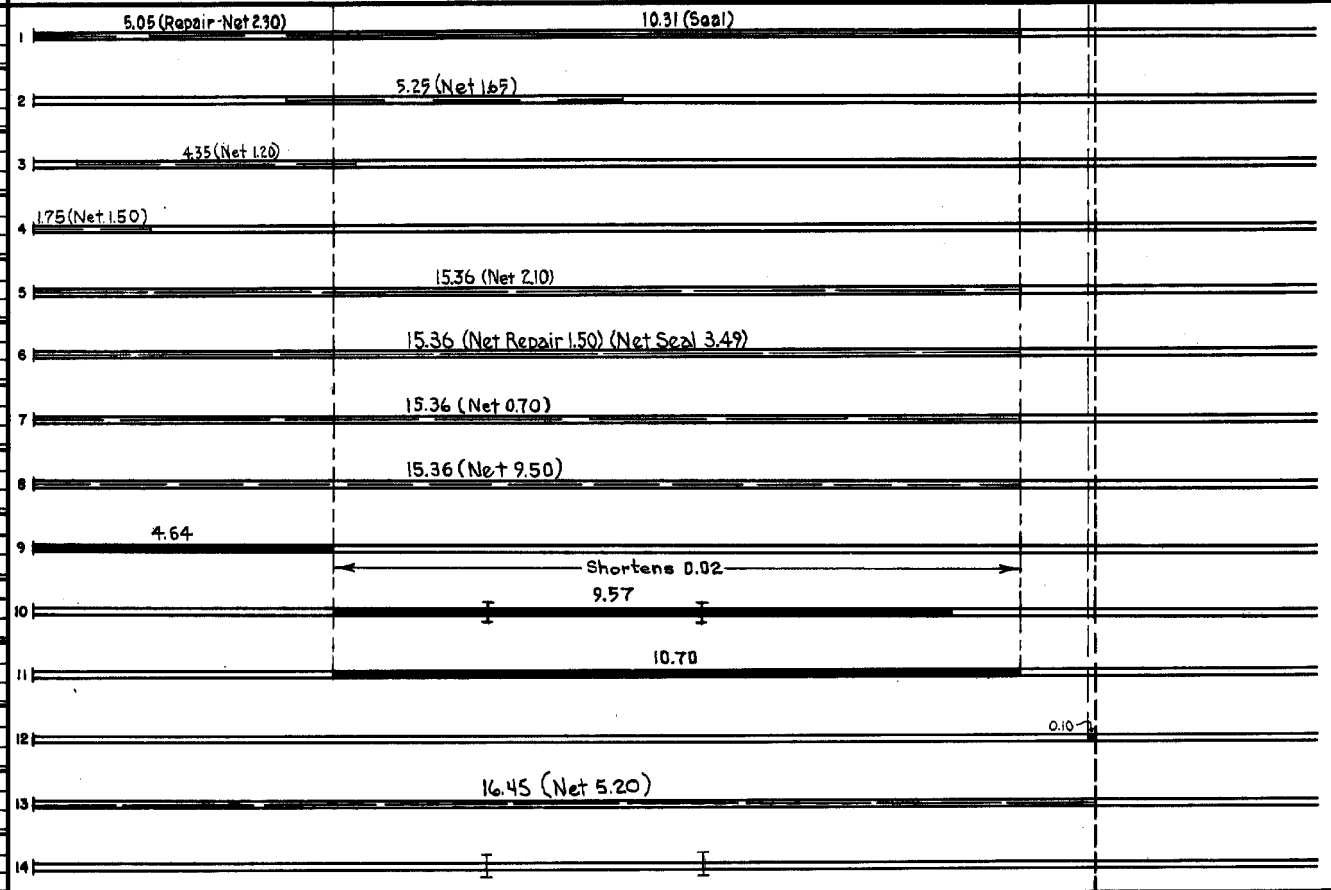 5.05 (Repair-Net 2.30) 10.31 (Seal)
1
5.25 (Net 1.65)
2
4.35 (Net 1.20)
3
1.75 (Net 1.50)
4
15.36 (Net 2.10)
5
15.36 (Net Repair 1.50) (Net Seal 3.49)
6
15.36 (Net 0.70)
7
15.36 (Net 9.50)
8
4.64
9
Shortens 0.02
9.57
10
10.70
11
0.10
12
16.45 (Net 5.20)
13
14